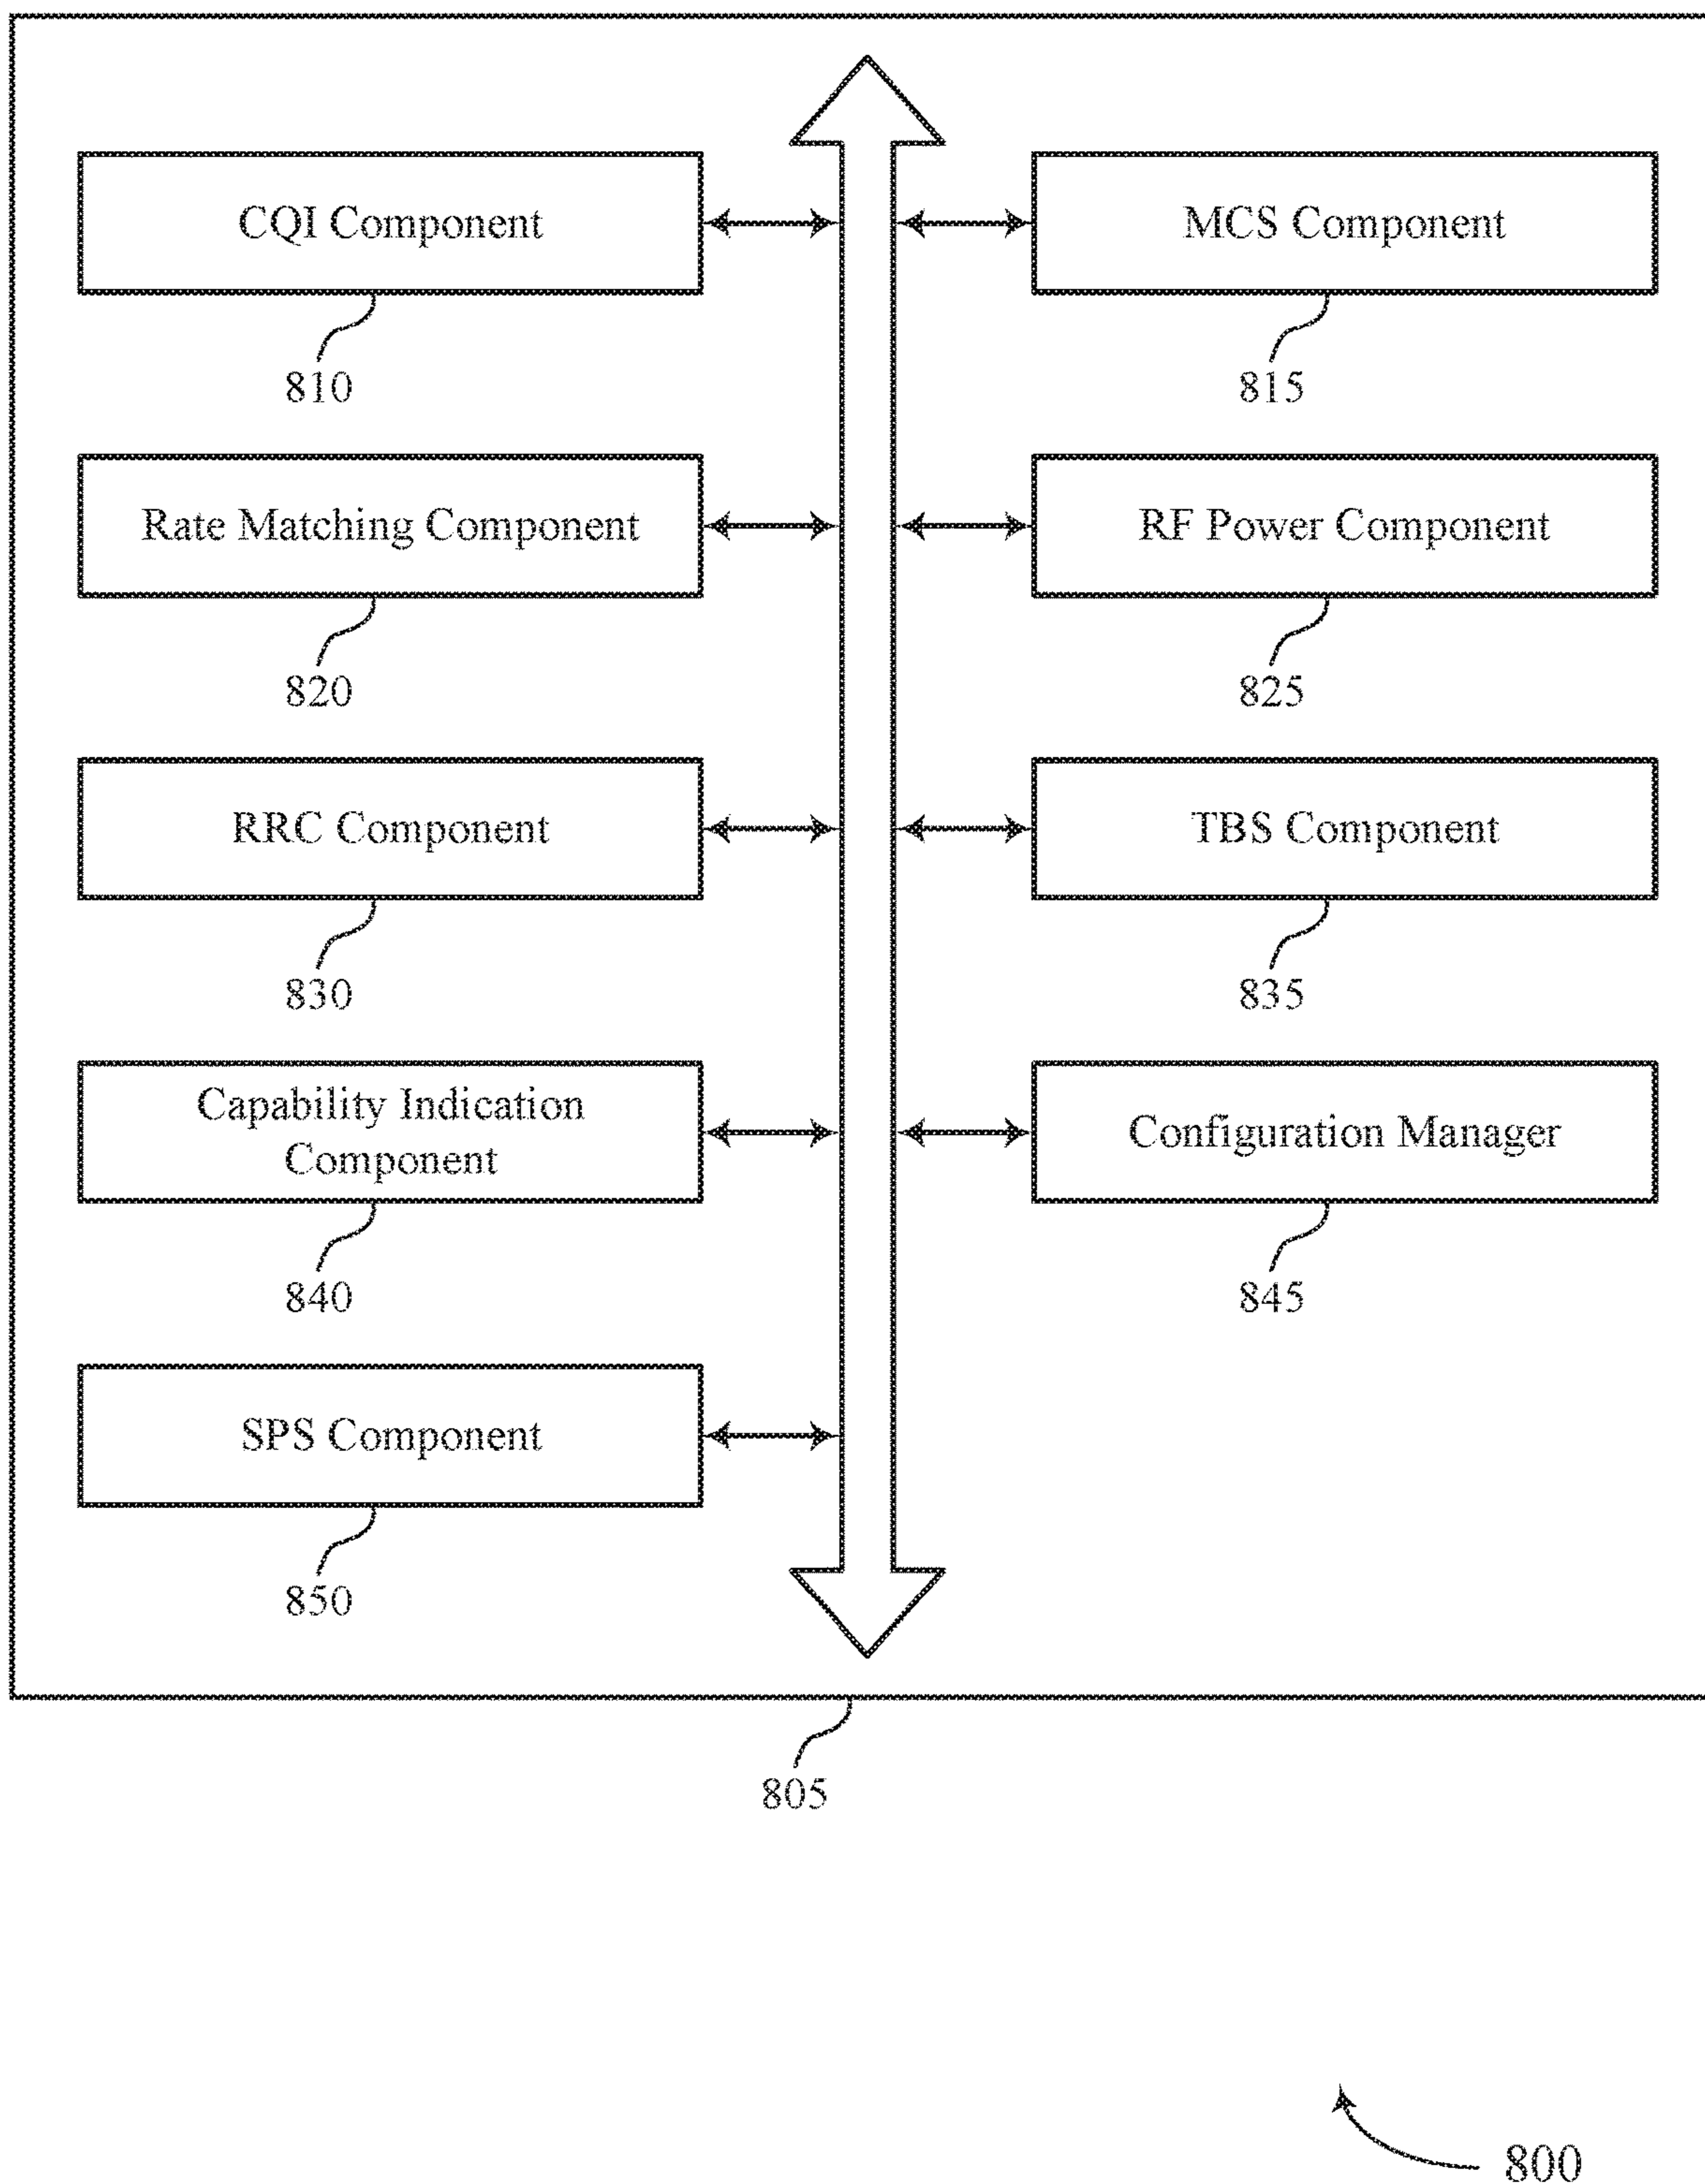 CQI Component
810
MCS Component
815
Rate Matching Component
820
RF Power Component
825
RRC Component
830
TBS Component
835
Capability Indication
Component
840
Configuration Manager
845
SPS Component
850
805
800